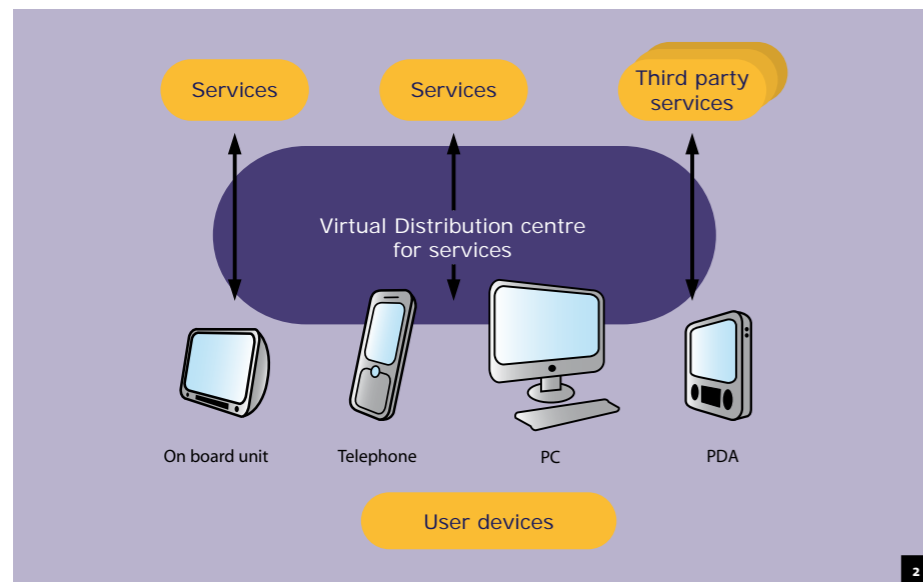 Services
Services
Third party
services
Virtual Distribution centre
for services
On board unit
Telephone
PC
PDA
User devices
2